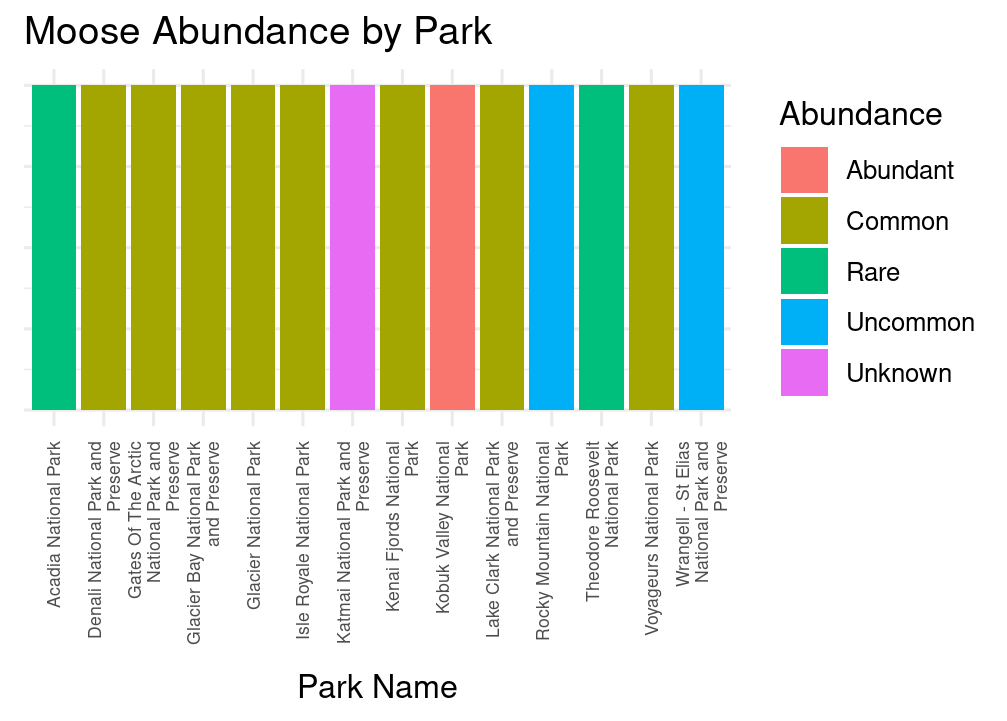 Moose Abundance by Park
Abundance
Abundant
Common
Rare
Uncommon
Unknown
Acadia National Park
Denali National Park and
Preserve
Gates Of The Arctic
National Park and
Preserve
Glacier Bay National Park
and Preserve
Glacier National Park
Isle Royale National Park
Katmai National Park and
Preserve
Kenai Fjords National
Park
Kobuk Valley National
Park
Lake Clark National Park
and Preserve
Rocky Mountain National
Park
Theodore Roosevelt
National Park
Voyageurs National Park
Wrangell - St Elias
National Park and
Preserve
Park Name